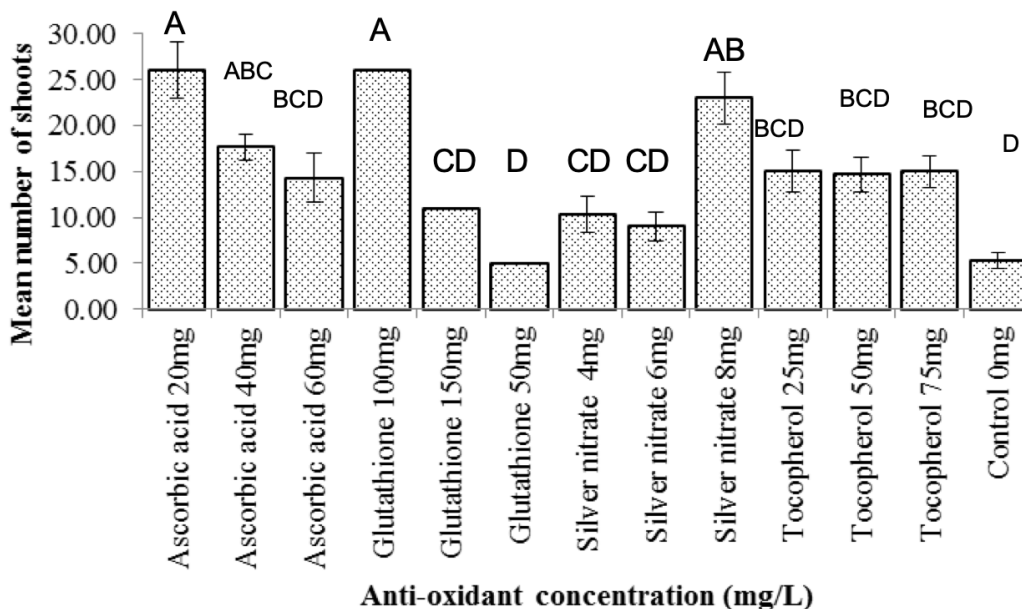 Mean number of shoots
30.00
25.00
20.00
15.00
10.00
5.00
0.00
A
ABC
BCD
A
CD
D
CD
CD
AB
BCD
BCD
BCD
D
Ascorbic acid 20mg
Ascorbic acid 40mg
Ascorbic acid 60mg
Glutathione 100mg
Glutathione 150mg
Glutathione 50mg
Silver nitrate 4mg
Silver nitrate 6mg
Silver nitrate 8mg
Tocopherol 25mg
Tocopherol 50mg
Tocopherol 75mg
Control 0mg
Anti-oxidant concentration (mg/L)